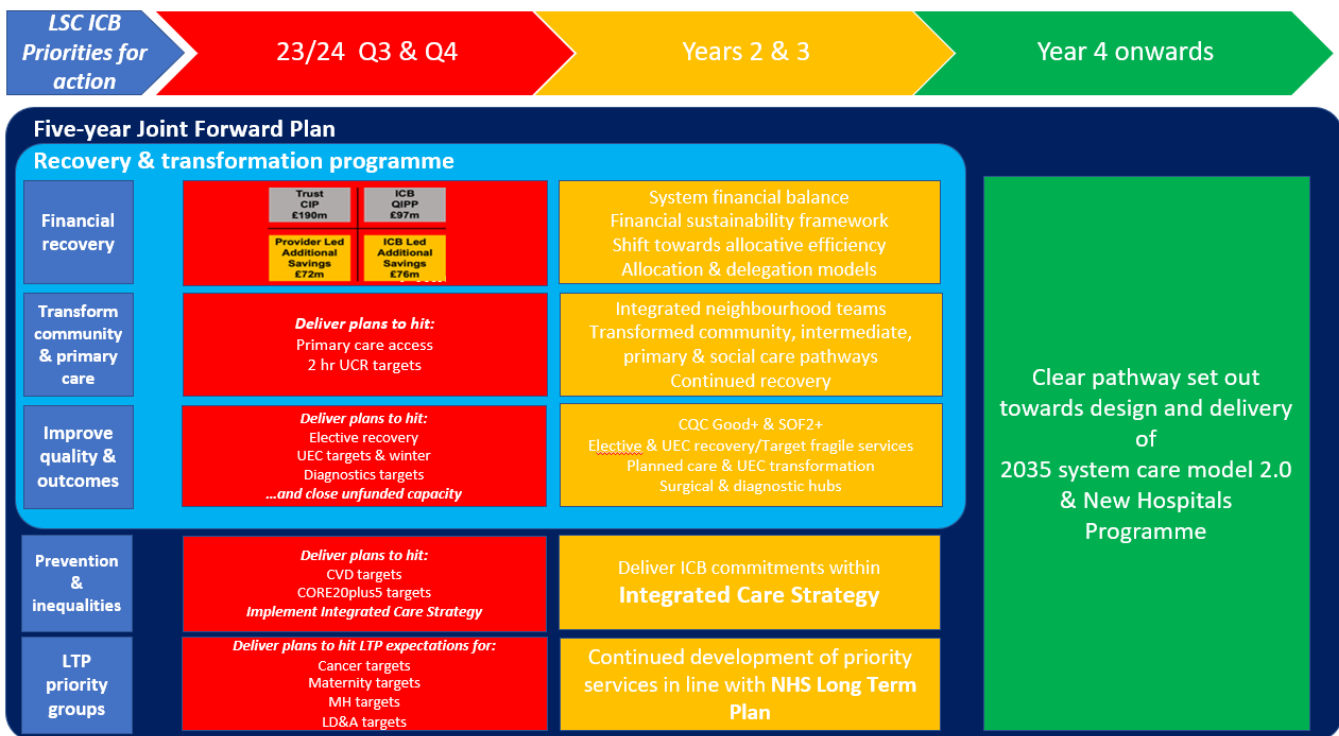 LSC ICB
Priorities for
action
23/24 Q3 & Q4
Years 2 & 3
Year 4 onwards
Five-year Joint Forward Plan
Recovery & transformation programme
Financial
recovery
Trust
CIP
£190m
ICB
QIPP
£97m
Provider Led
Additional
Savings
£72m
ICB Led
Additional
Savings
£76m
System financial balance
Financial sustainability framework
Shift towards allocative efficiency
Allocation & delegation models
Transform
community
& primary
care
Deliver plans to hit:
Primary care access
2 hr UCR targets
Integrated neighbourhood teams
Transformed community, intermediate,
primary & social care pathways
Continued recovery
Improve
quality &
outcomes
Deliver plans to hit:
Elective recovery
UEC targets & winter
Diagnostics targets
...and close unfunded capacity
CQC Good+ & SOF2+
Elective & UEC recovery/Target fragile services
Planned care & UEC transformation
Surgical & diagnostic hubs
Prevention
&
inequalities
Deliver plans to hit:
CVD targets
CORE20plus5 targets
Implement Integrated Care Strategy
Deliver ICB commitments within
Integrated Care Strategy
LTP
priority
groups
Deliver plans to hit LTP expectations for:
Cancer targets
Maternity targets
MH targets
LD&A targets
Continued development of priority
services in line with NHS Long Term
Plan
Clear pathway set out
towards design and delivery
of
2035 system care model 2.0
& New Hospitals
Programme